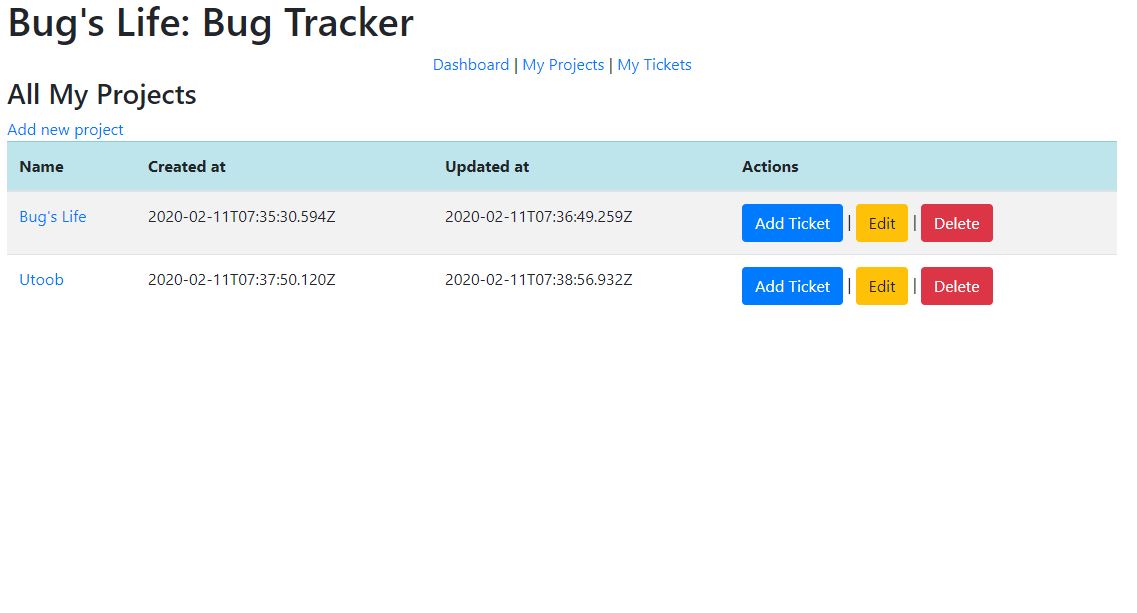 Bug's Life: Bug Tracker
Dashboard | My Projects | My Tickets
All My Projects
Add new project
Name Created at Updated at Actions
Bug's Life 2020-02-11T07:35:30.594Z 2020-02-11T07:36:49.259Z Add Ticket | Edit | Delete
Utoob 2020-02-11T07:37:50.120Z 2020-02-11T07:38:56.932Z Add Ticket | Edit | Delete